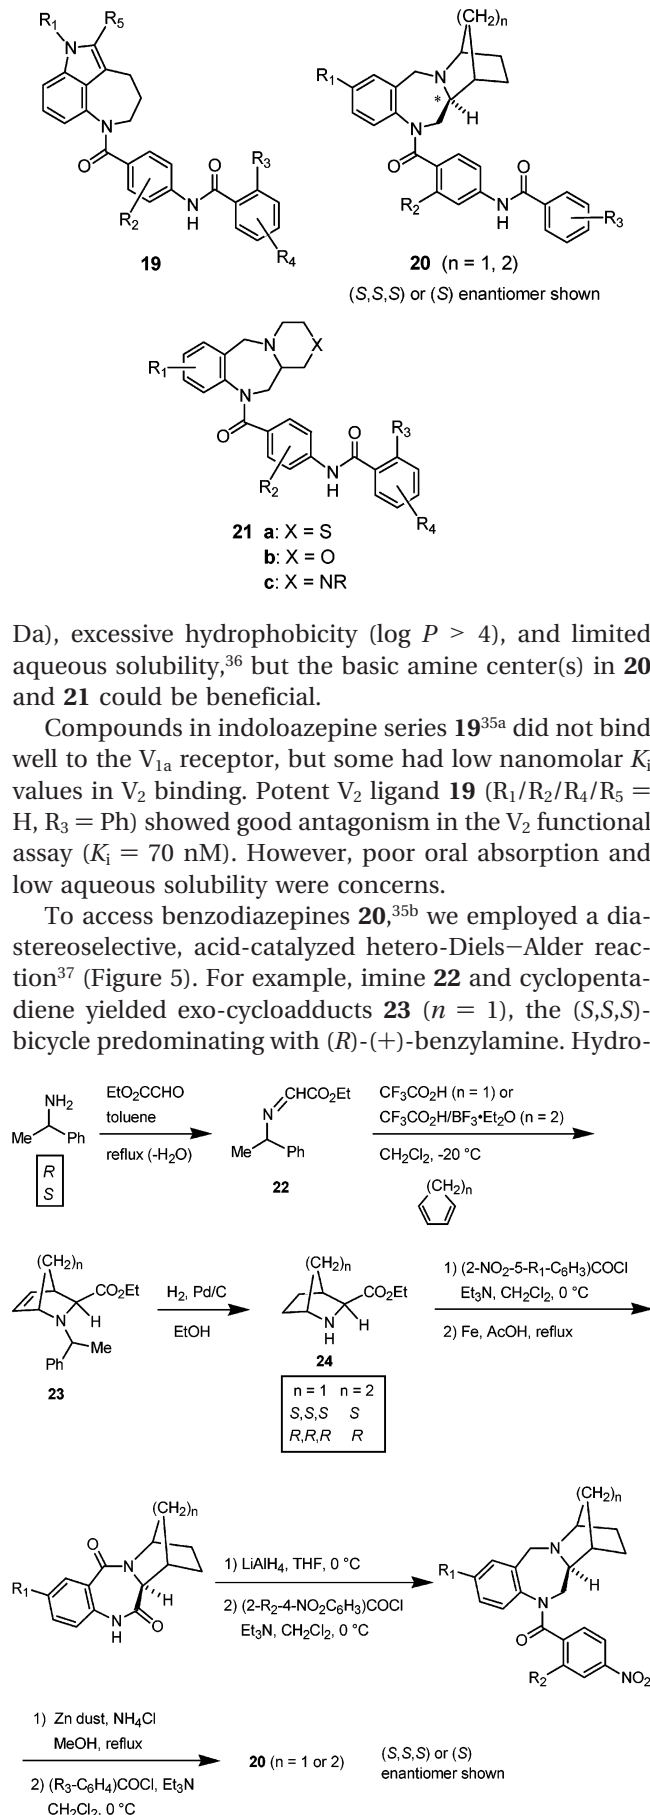 R1
R5
N
N
O
R2
N
H
O
R3
R4
19
(CH2)n
R1
N
*
H
N
O
R2
N
H
O
R3
20 (n = 1, 2)
(S,S,S) or (S) enantiomer shown
R1
N
X
N
O
R2
N
H
O
R3
R4
21 a: X = S
b: X = O
c: X = NR
Da), excessive hydrophobicity (log P > 4), and limited
aqueous solubility,36 but the basic amine center(s) in 20
and 21 could be beneficial.
Compounds in indoloazepine series 1935a did not bind
well to the V1a receptor, but some had low nanomolar Ki
values in V2 binding. Potent V2 ligand 19 (R1/R2/R4/R5 =
H, R3 = Ph) showed good antagonism in the V2 functional
assay (Ki = 70 nM). However, poor oral absorption and
low aqueous solubility were concerns.
To access benzodiazepines 20,35b we employed a dia-
stereoselective, acid-catalyzed hetero-Diels−Alder reac-
tion37 (Figure 5). For example, imine 22 and cyclopenta-
diene yielded exo-cycloadducts 23 (n = 1), the (S,S,S)-
bicycle predominating with (R)-(+)-benzylamine. Hydro-
NH2
Me
Ph
R
S
EtO2CCHO
toluene
reflux (-H2O)
N
CHCO2Et
Me
Ph
22
CF3CO2H (n = 1) or
CF3CO2H/BF3•Et2O (n = 2)
CH2Cl2, -20 °C
(CH2)n
(CH2)n
CO2Et
N
H
Ph
Me
23
H2, Pd/C
EtOH
(CH2)n
CO2Et
N
H
H
24
n = 1 n = 2
S,S,S S
R,R,R R
1) (2-NO2-5-R1-C6H3)COCl
Et3N, CH2Cl2, 0 °C
2) Fe, AcOH, reflux
(CH2)n
O
N
R1
H
N
H
O
1) LiAlH4, THF, 0 °C
2) (2-R2-4-NO2C6H3)COCl
Et3N, CH2Cl2, 0 °C
(CH2)n
R1
N
H
N
O
R2
NO2
1) Zn dust, NH4Cl
MeOH, reflux
2) (R3-C6H4)COCl, Et3N
CH2Cl2, 0 °C
20 (n = 1 or 2)
(S,S,S) or (S)
enantiomer shown